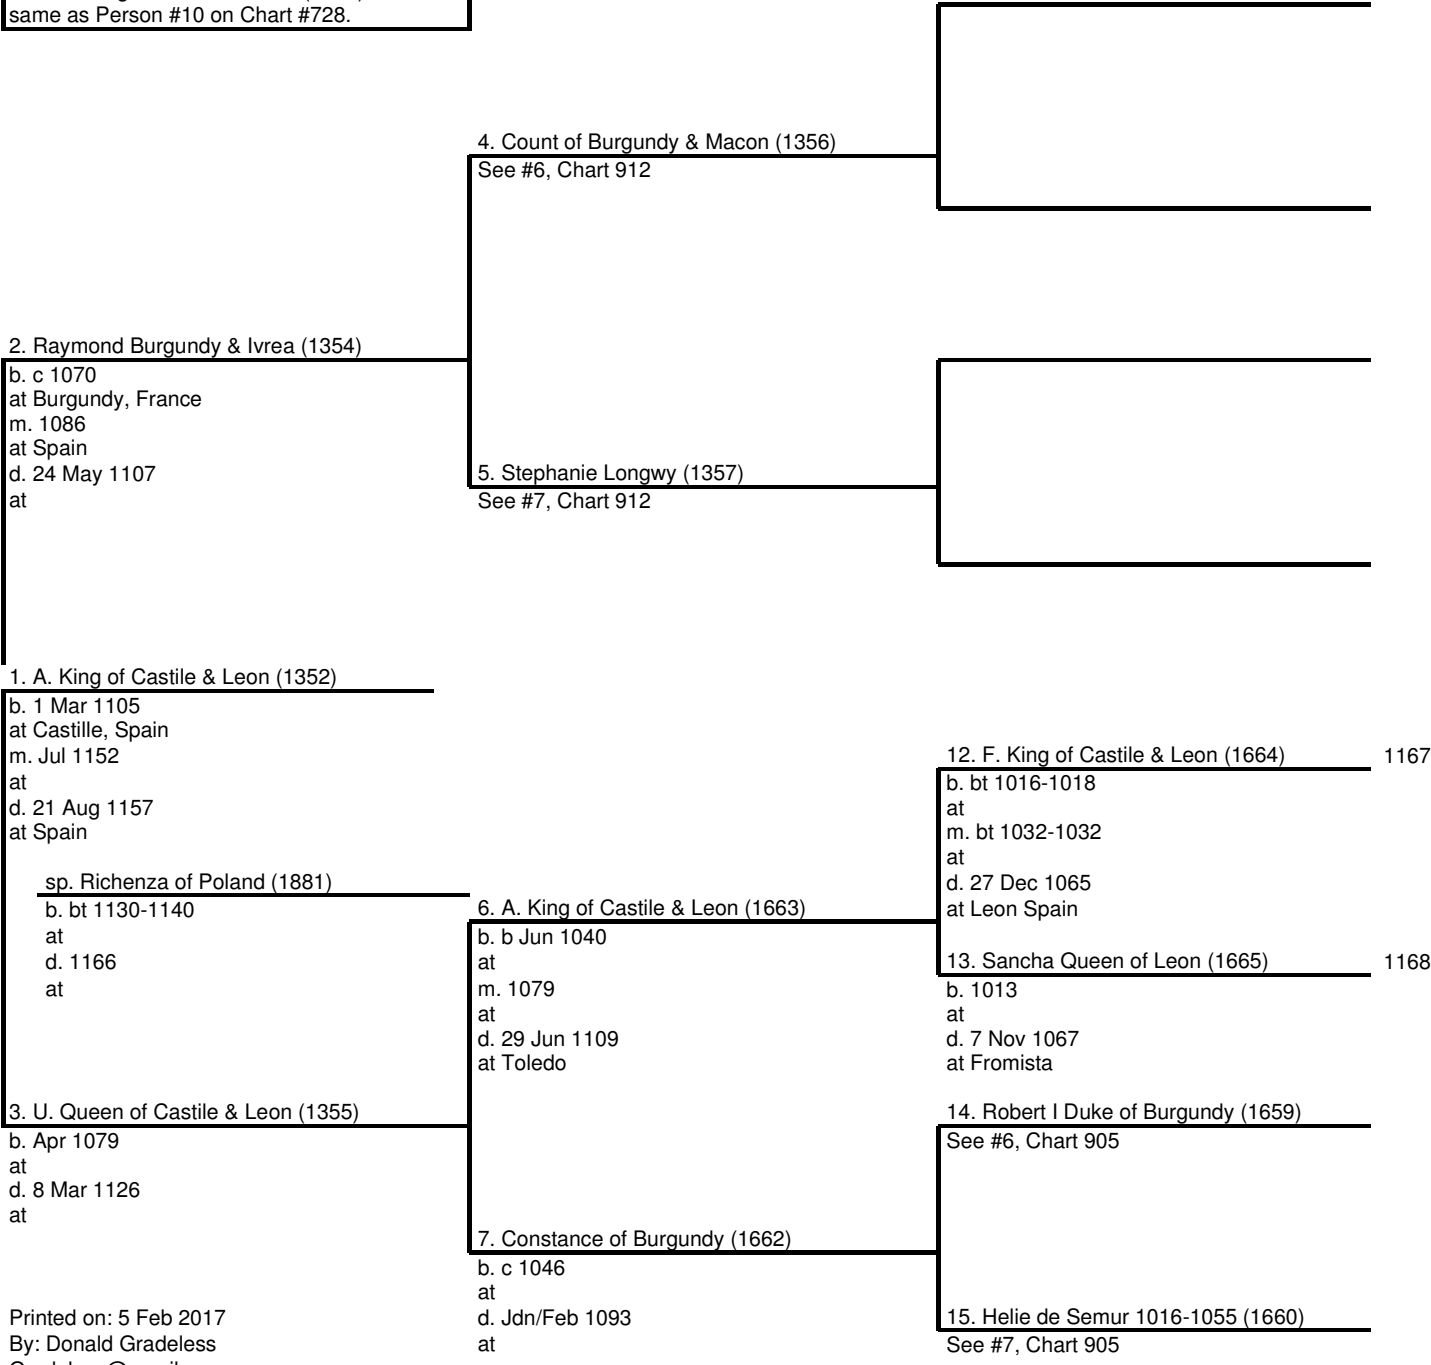 same as Person #10 on Chart #728.
4. Count of Burgundy & Macon (1356)
See #6, Chart 912
2. Raymond Burgundy & Ivrea (1354)
b. c 1070
at Burgundy, France
m. 1086
at Spain
d. 24 May 1107
at
5. Stephanie Longwy (1357)
See #7, Chart 912
1. A. King of Castile & Leon (1352)
b. 1 Mar 1105
at Castille, Spain
m. Jul 1152
at
d. 21 Aug 1157
at Spain
12. F. King of Castile & Leon (1664) 1167
b. bt 1016-1018
at
m. bt 1032-1032
at
d. 27 Dec 1065
at Leon Spain
sp. Richenza of Poland (1881)
b. bt 1130-1140
at
d. 1166
at
6. A. King of Castile & Leon (1663)
b. b Jun 1040
at
m. 1079
at
d. 29 Jun 1109
at Toledo
13. Sancha Queen of Leon (1665) 1168
b. 1013
at
d. 7 Nov 1067
at Fromista
3. U. Queen of Castile & Leon (1355)
b. Apr 1079
at
d. 8 Mar 1126
at
14. Robert I Duke of Burgundy (1659)
See #6, Chart 905
7. Constance of Burgundy (1662)
b. c 1046
at
d. Jdn/Feb 1093
at
15. Helie de Semur 1016-1055 (1660)
See #7, Chart 905
Printed on: 5 Feb 2017
By: Donald Gradeless